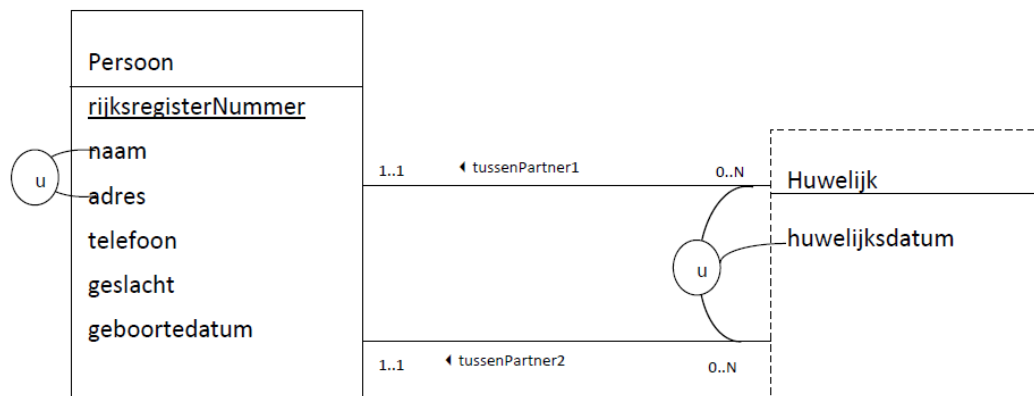 Persoon
rijksregisterNummer
naam
u
adres
telefoon
geslacht
geboortedatum
1..1 tussenPartner1 0..N
Huwelijk
huwelijksdatum
u
1..1 tussenPartner2 0..N